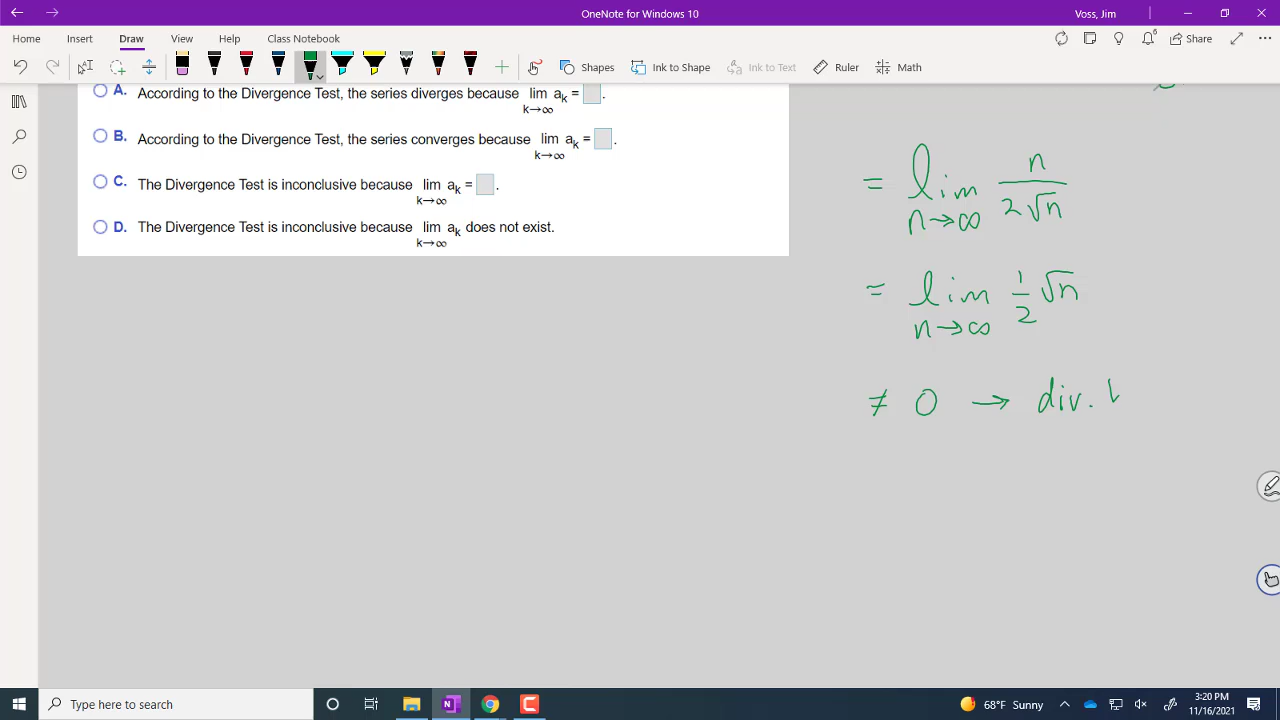 OneNote for Windows 10
Voss, Jim
Home Insert Draw View Help Class Notebook
Share
Shapes Ink to Shape Ink to Text Ruler Math
A. According to the Divergence Test, the series diverges because lim a_k = .
k→∞
B. According to the Divergence Test, the series converges because lim a_k = .
k→∞
C. The Divergence Test is inconclusive because lim a_k = .
k→∞
D. The Divergence Test is inconclusive because lim a_k does not exist.
k→∞
= lim n / 2√n
n→∞
= lim 1/2 √n
n→∞
≠ 0 → div.
Type here to search
68°F Sunny
3:20 PM
11/16/2021